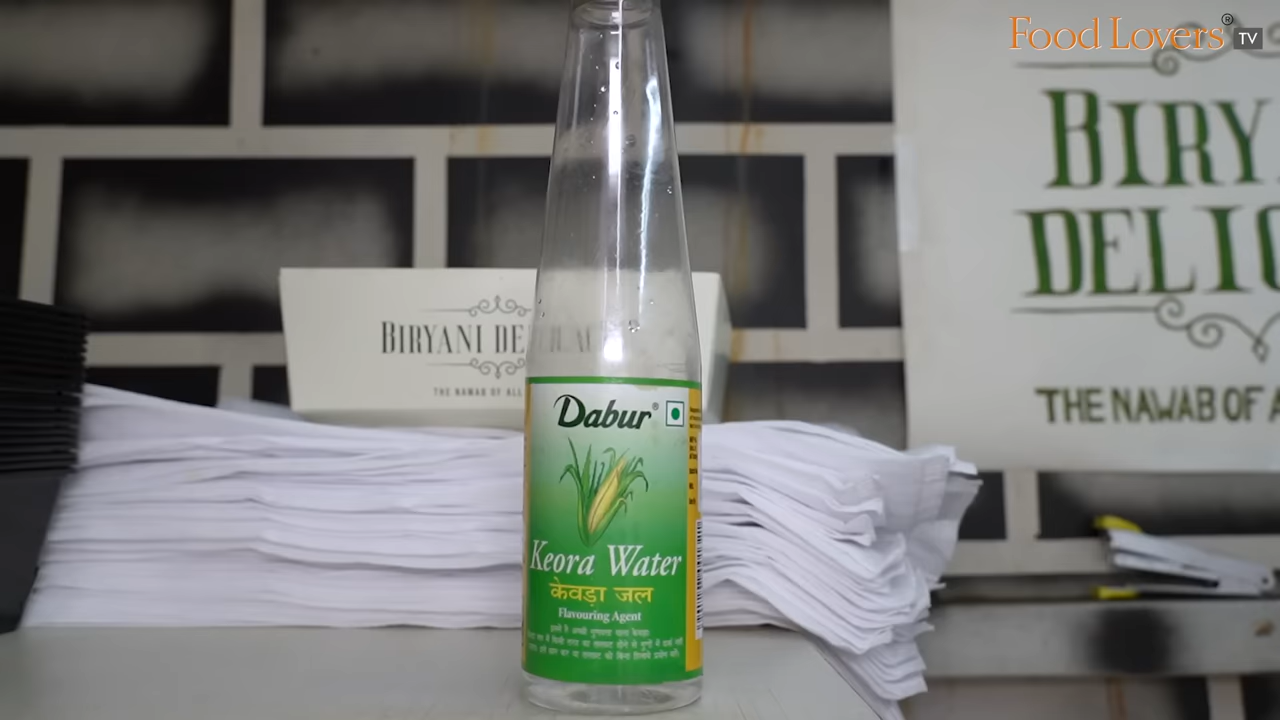 Food Lovers® TV
BIRY
DELIC
THE NAWAB OF A
BIRYANI DE
THE NAWAB OF ALL
Dabur®
Keora Water
केवड़ा जल
Flavouring Agent